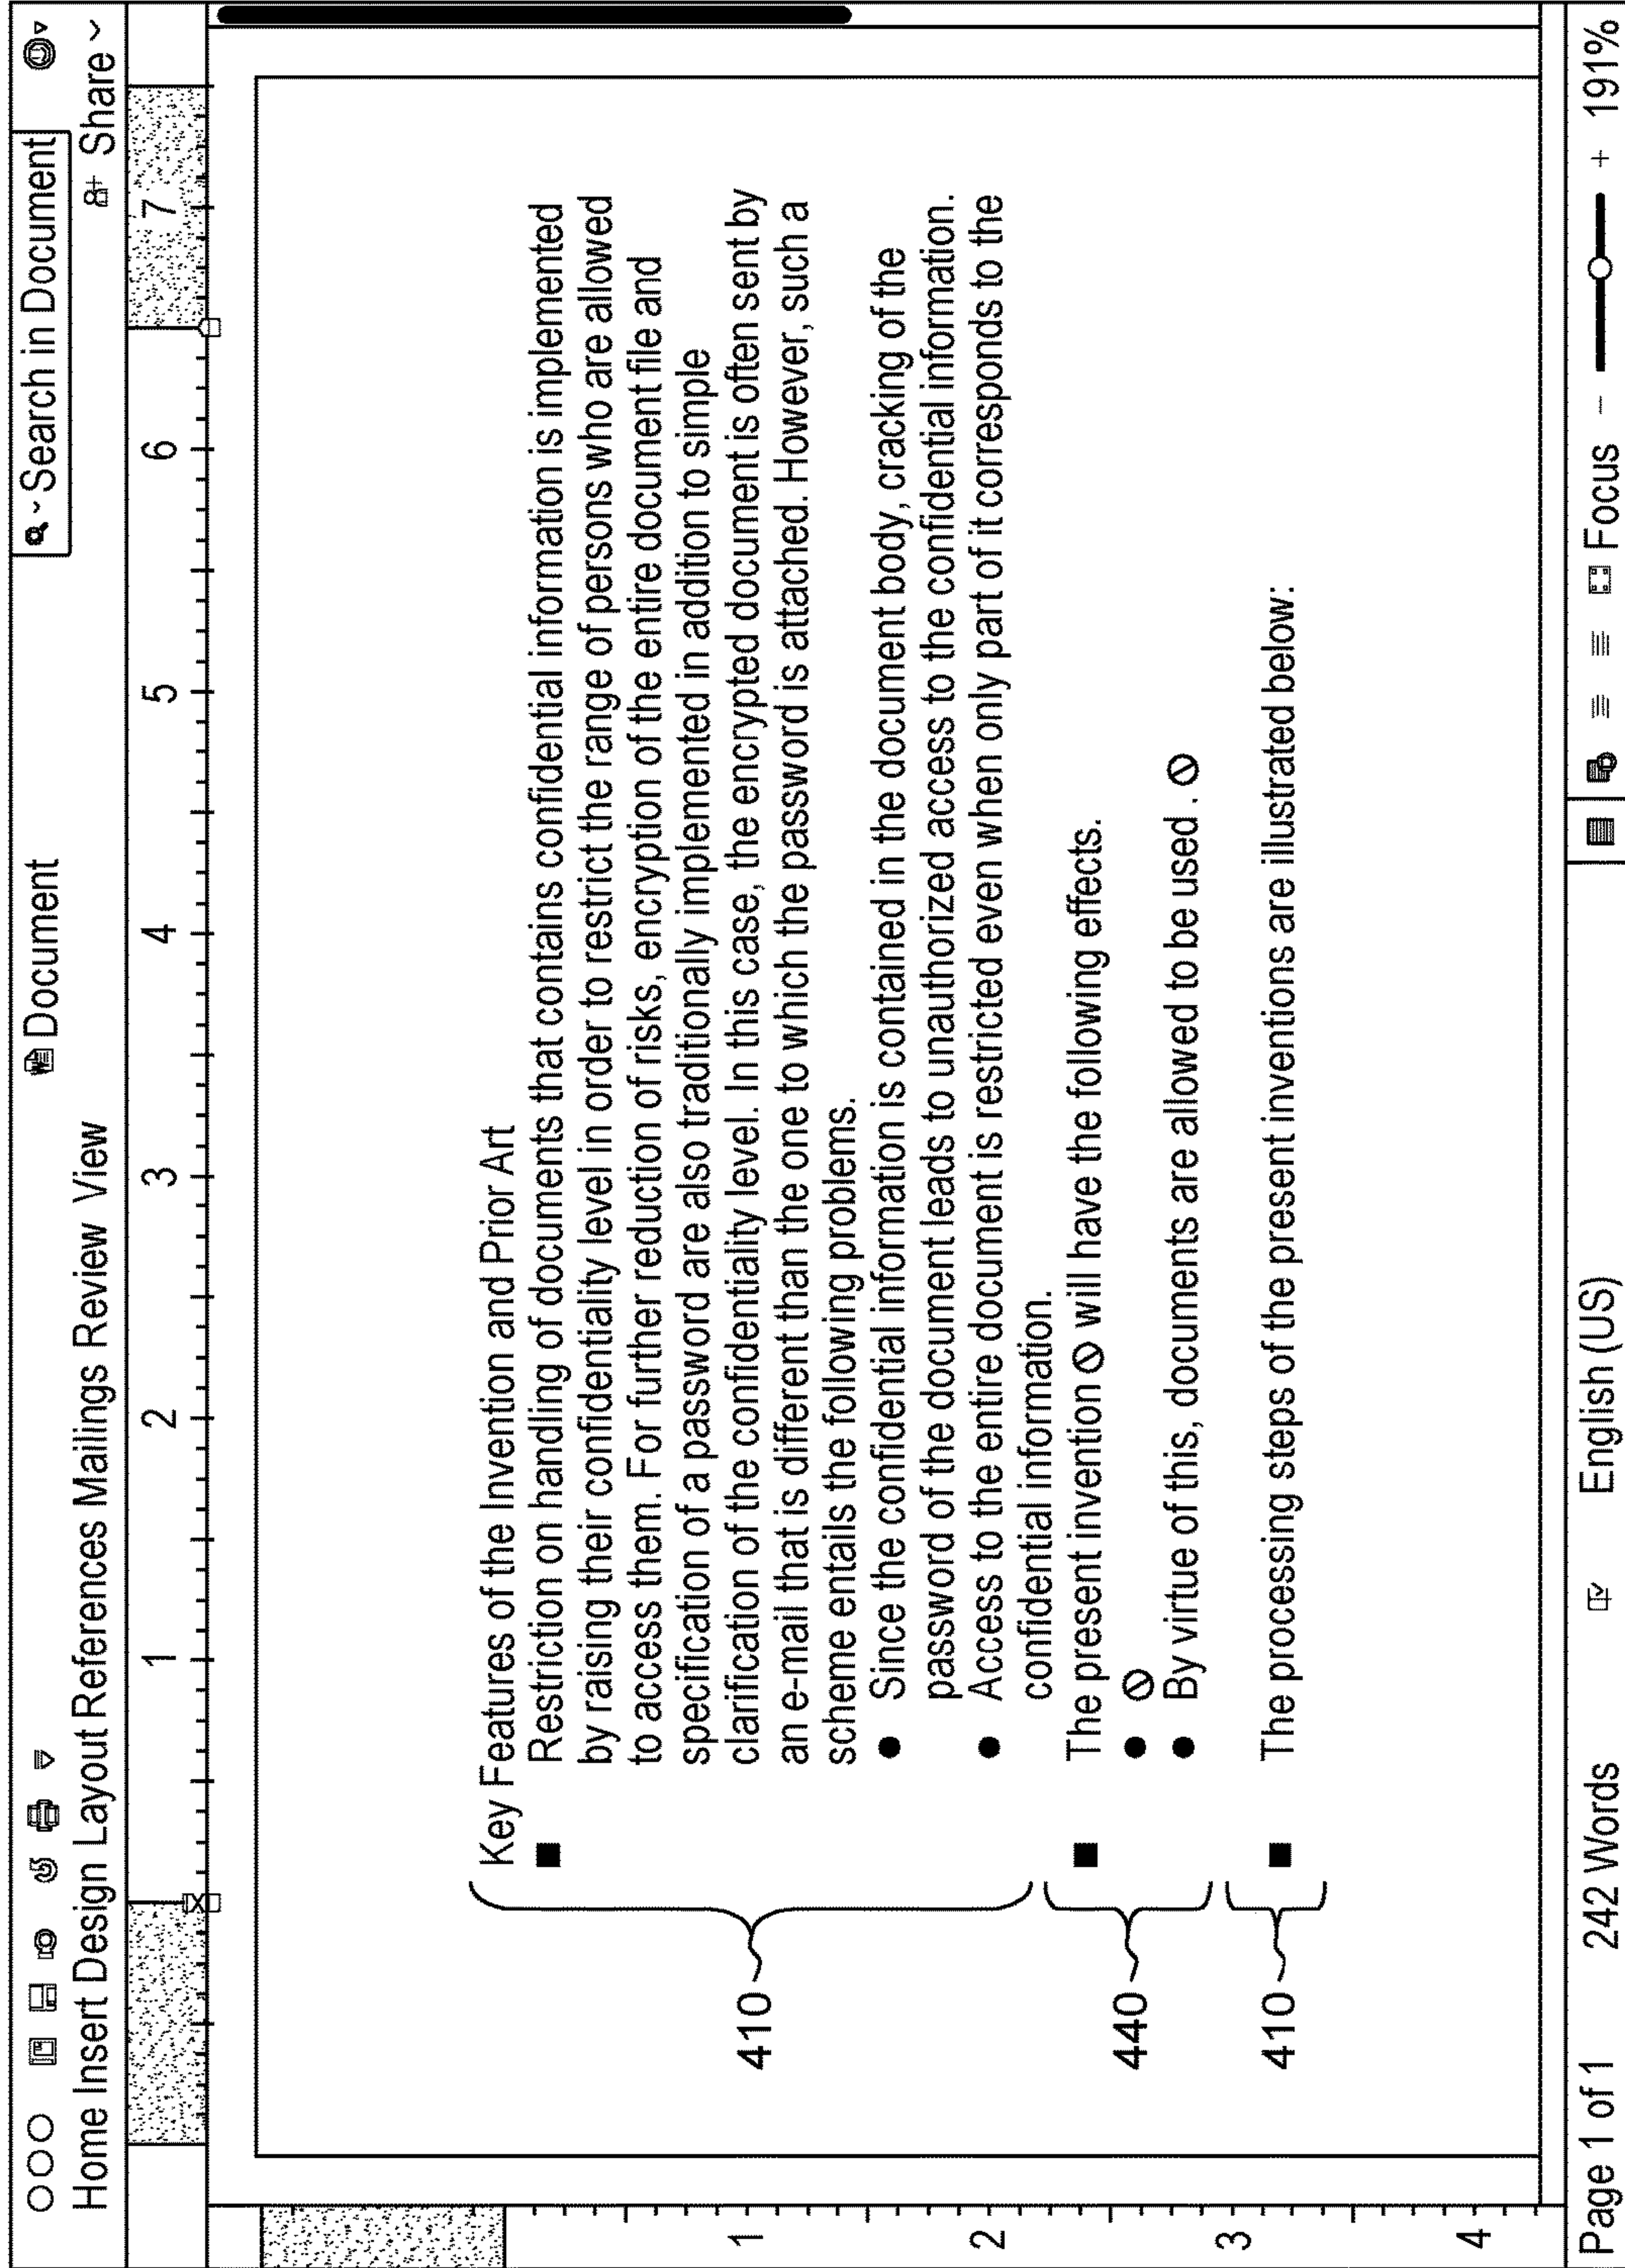 Document
Search in Document
Home Insert Design Layout References Mailings Review View
Share
1 2 3 4 5 6 7
Key Features of the Invention and Prior Art
■ Restriction on handling of documents that contains confidential information is implemented
by raising their confidentiality level in order to restrict the range of persons who are allowed
to access them. For further reduction of risks, encryption of the entire document file and
specification of a password are also traditionally implemented in addition to simple
clarification of the confidentiality level. In this case, the encrypted document is often sent by
an e-mail that is different than the one to which the password is attached. However, such a
scheme entails the following problems.
● Since the confidential information is contained in the document body, cracking of the
password of the document leads to unauthorized access to the confidential information.
● Access to the entire document is restricted even when only part of it corresponds to the
confidential information.
410
■ The present invention ⃠ will have the following effects.
● ⃠
● By virtue of this, documents are allowed to be used . ⃠
440
■ The processing steps of the present inventions are illustrated below:
410
1
2
3
4
Page 1 of 1 242 Words English (US) Focus - + 191%